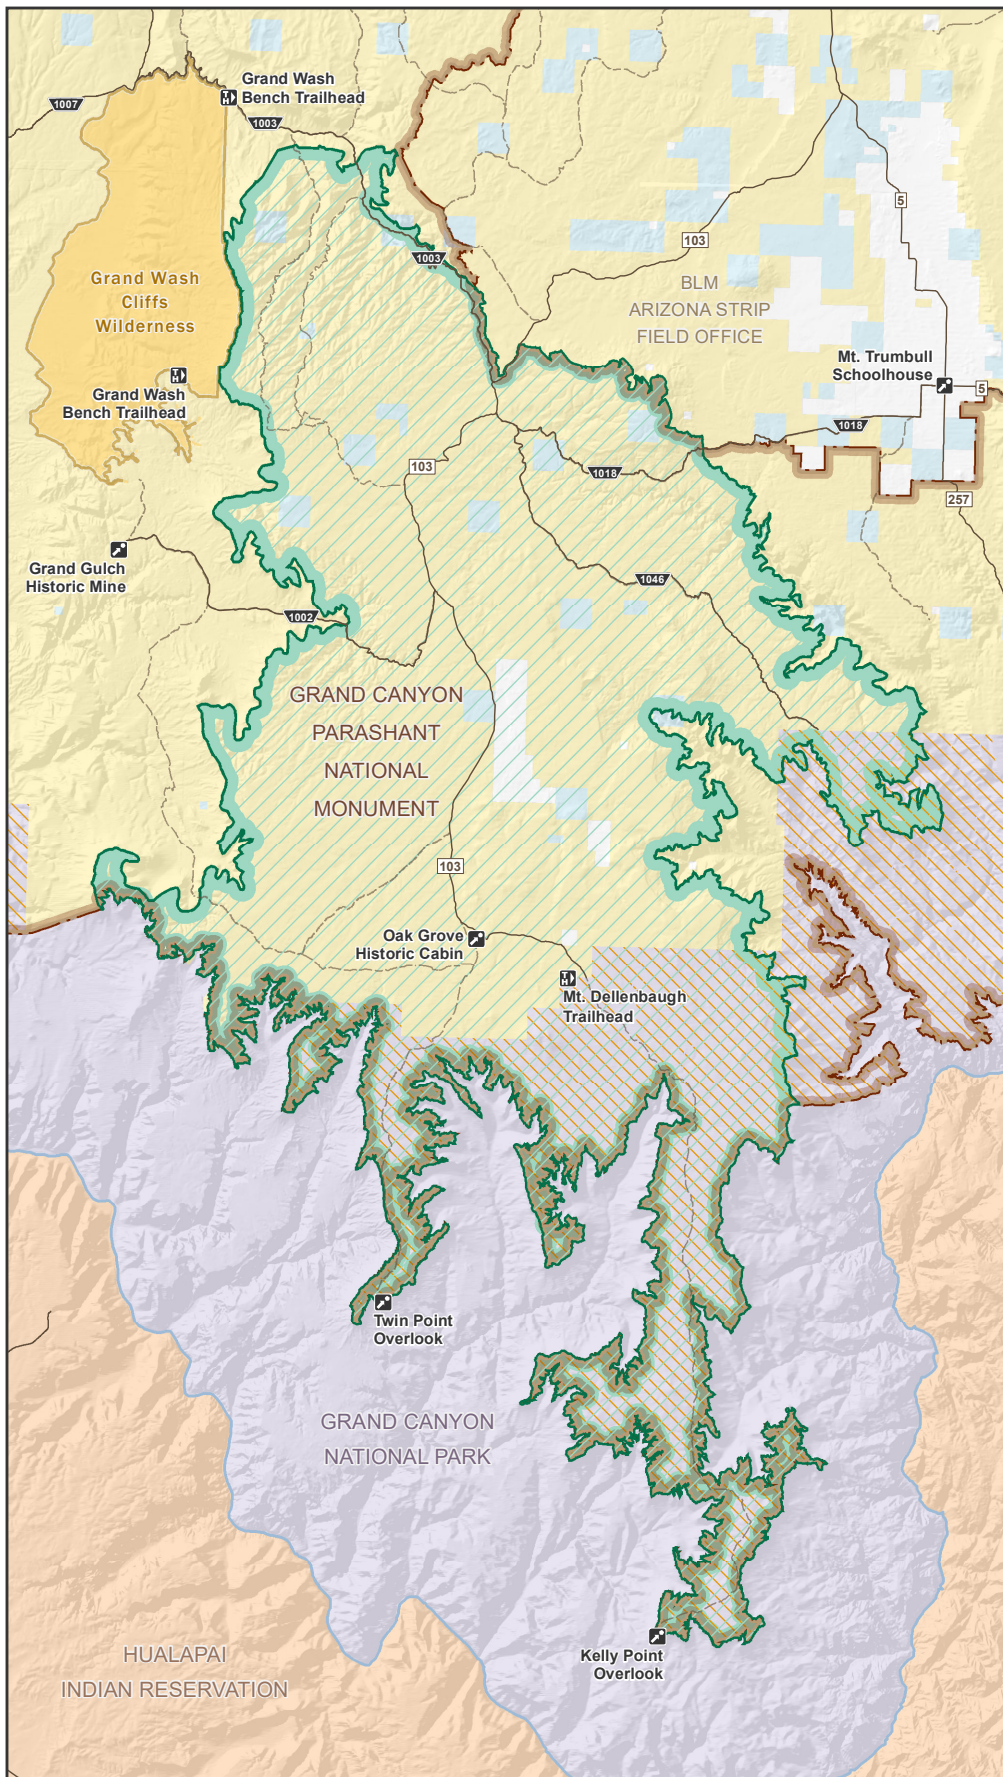 Grand Wash
Bench Trailhead
1007
1003
5
103
1003
Grand Wash
Cliffs
Wilderness
BLM
ARIZONA STRIP
FIELD OFFICE
Mt. Trumbull
Schoolhouse
5
Grand Wash
Bench Trailhead
1018
103
1018
257
Grand Gulch
Historic Mine
1046
1002
GRAND CANYON
PARASHANT
NATIONAL
MONUMENT
103
Oak Grove
Historic Cabin
Mt. Dellenbaugh
Trailhead
Twin Point
Overlook
GRAND CANYON
NATIONAL PARK
HUALAPAI
INDIAN RESERVATION
Kelly Point
Overlook